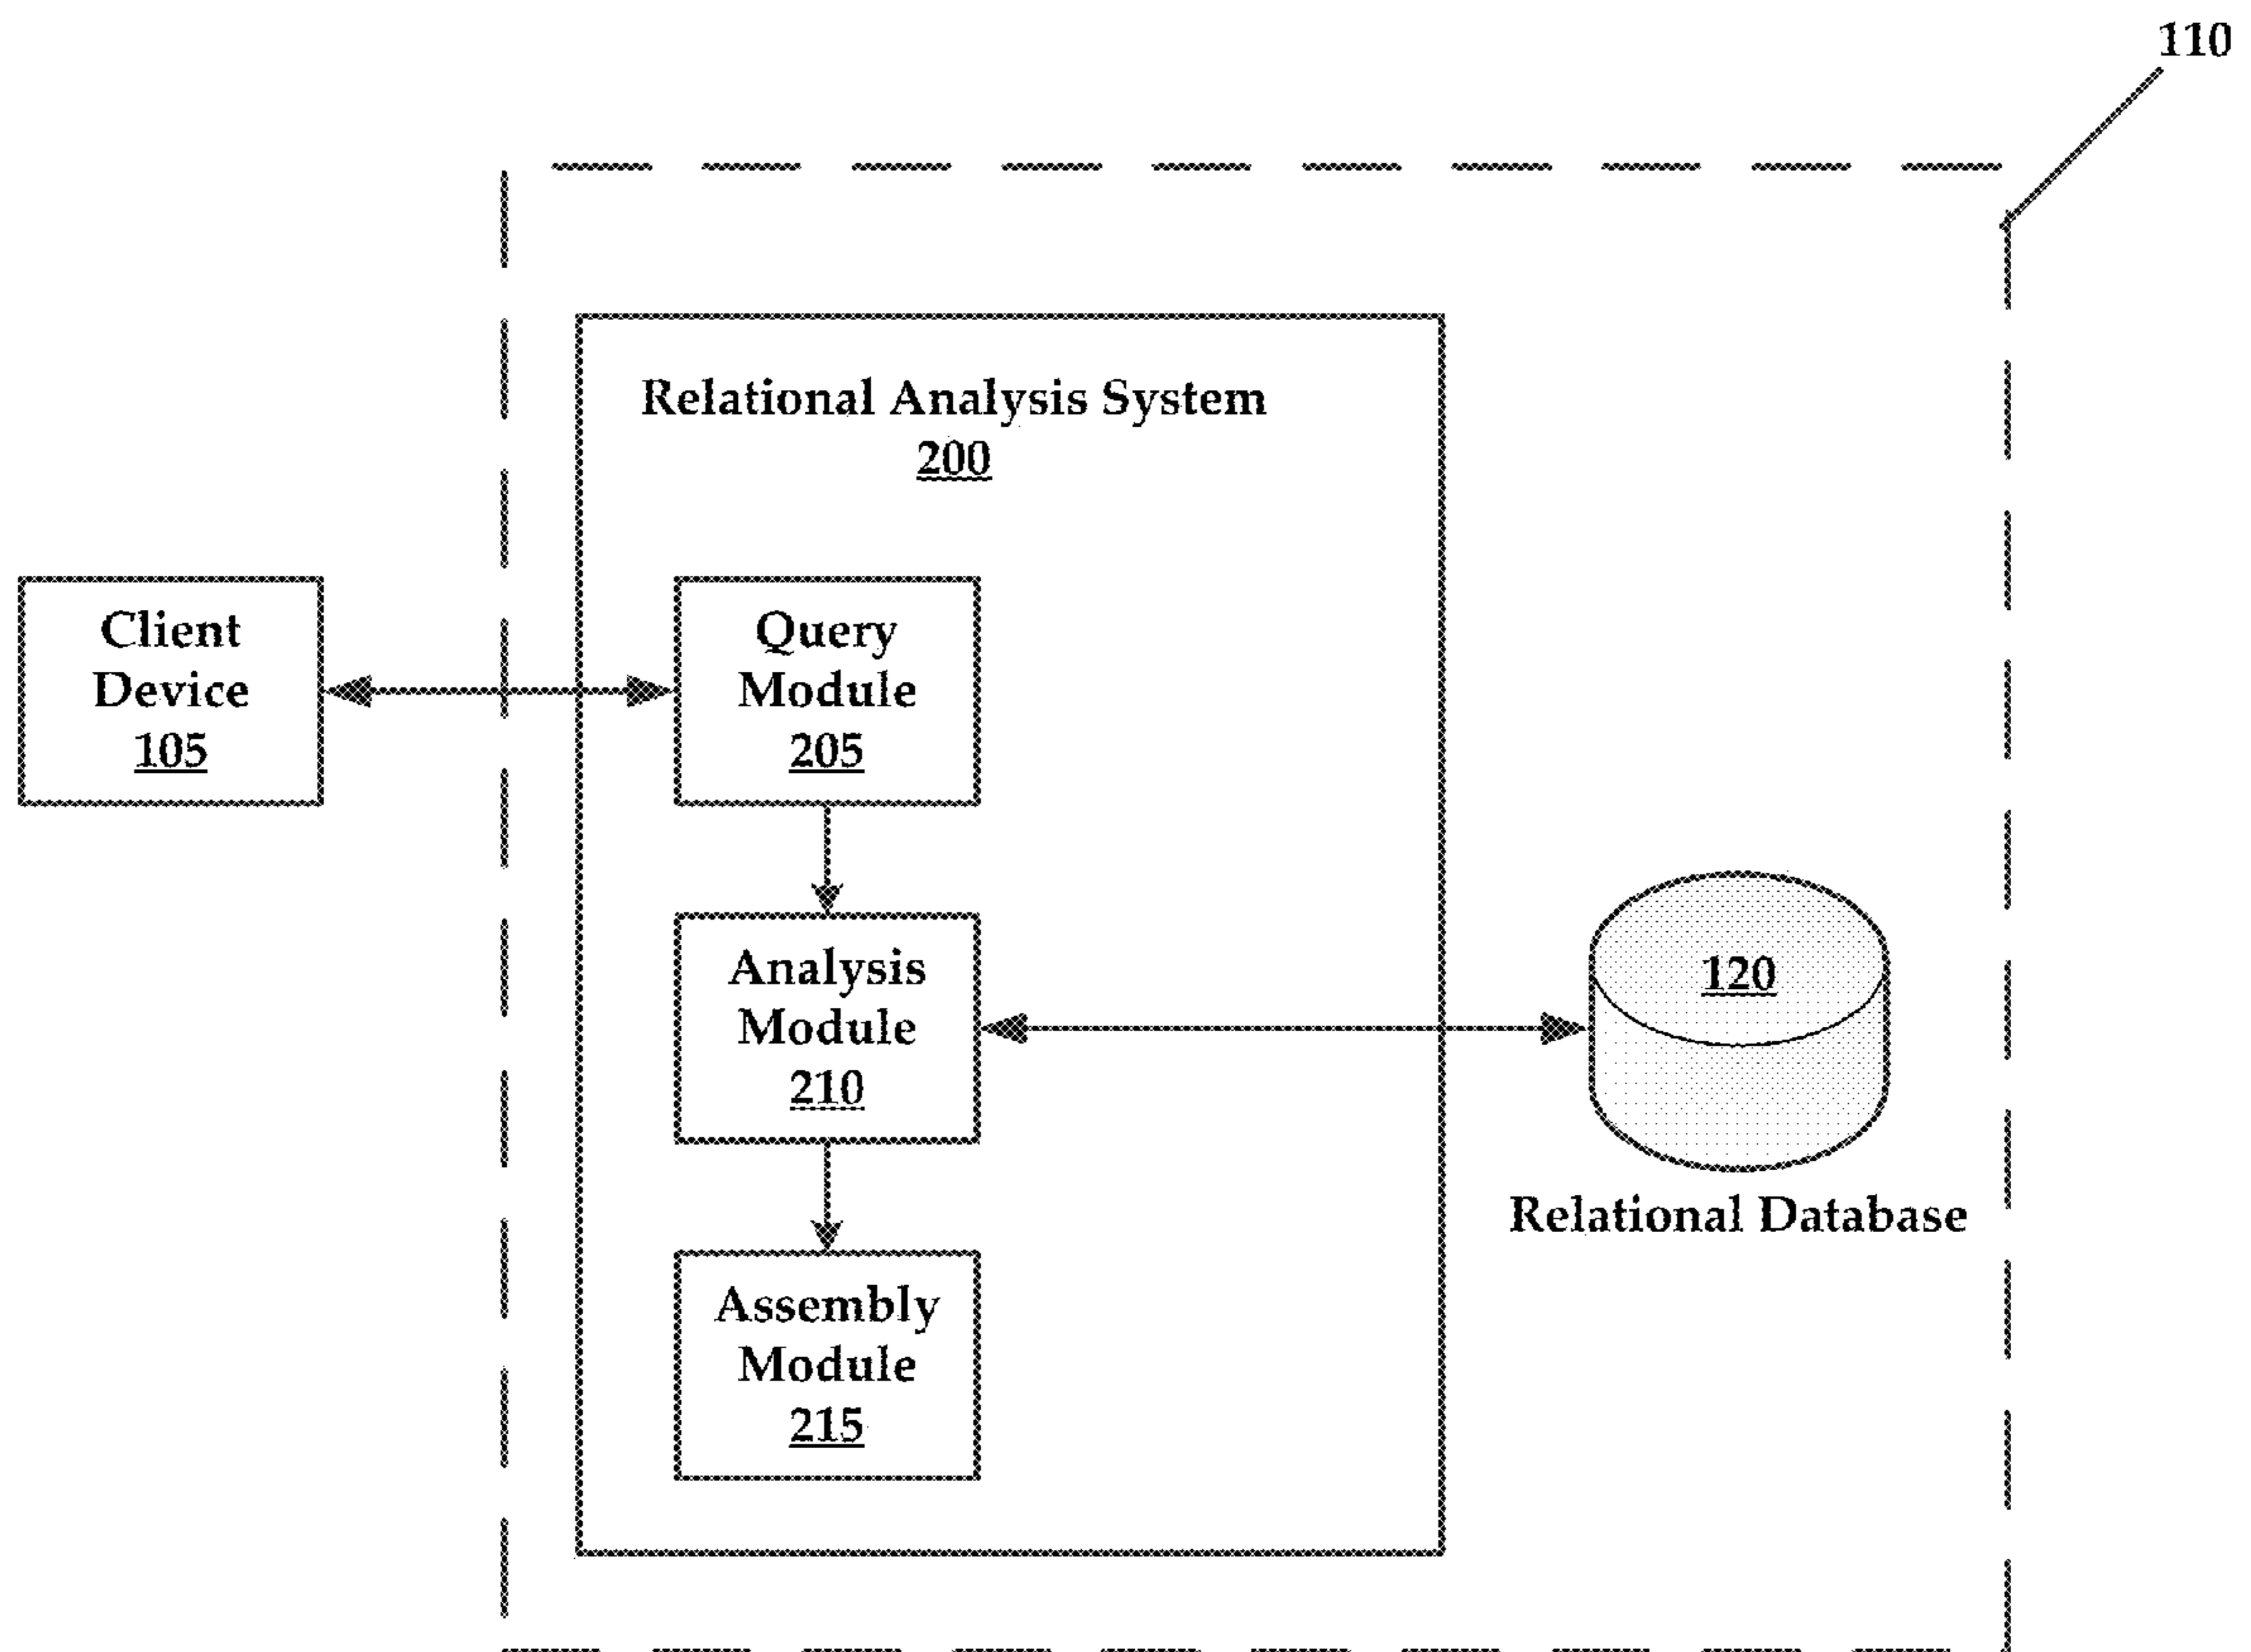 110
Relational Analysis System
200
Client
Device
105
Query
Module
205
Analysis
Module
210
120
Relational Database
Assembly
Module
215